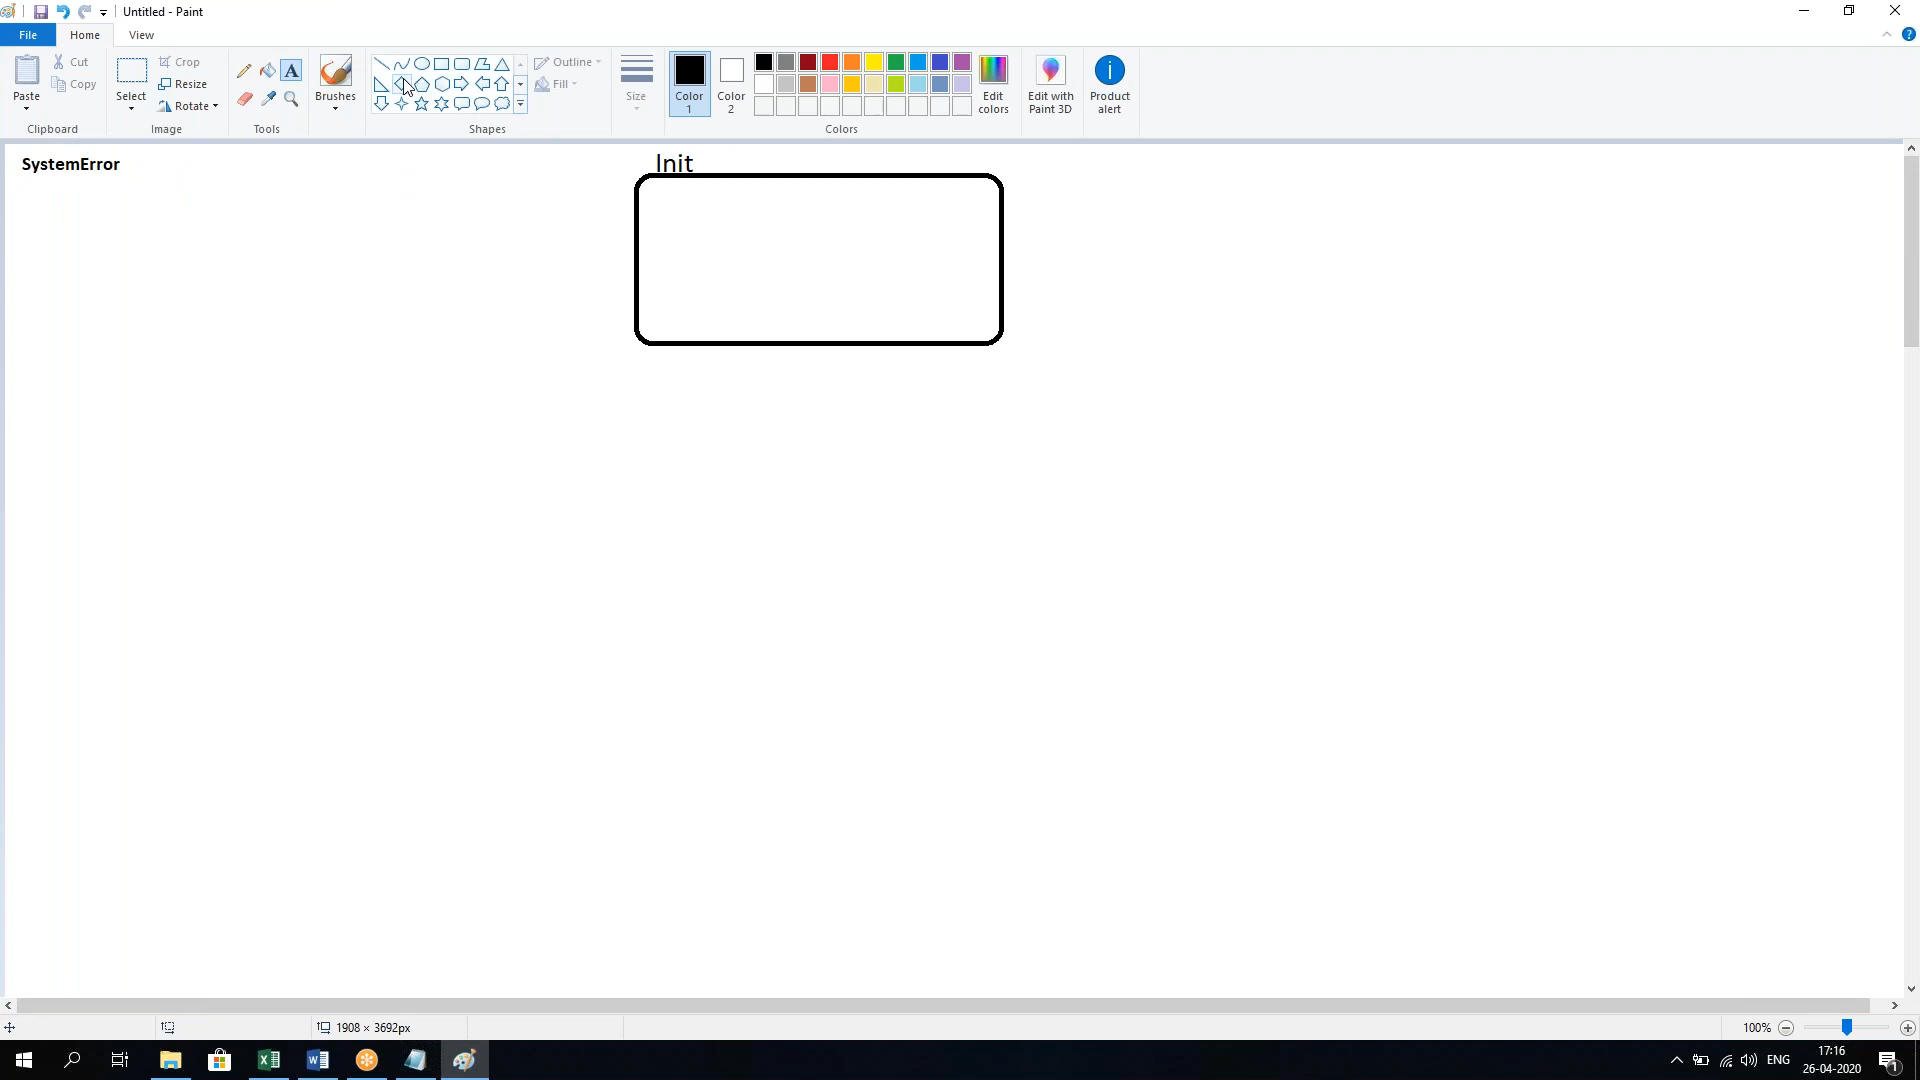 Untitled - Paint
File Home View
Paste
Cut
Copy
Clipboard
Select
Crop
Resize
Rotate
Image
A
Tools
Brushes
Shapes
Outline
Fill
Size
Color 1
Color 2
Colors
Edit colors
Edit with Paint 3D
Product alert
SystemError
Init
1908 × 3692px
100%
ENG
17:16
26-04-2020
1